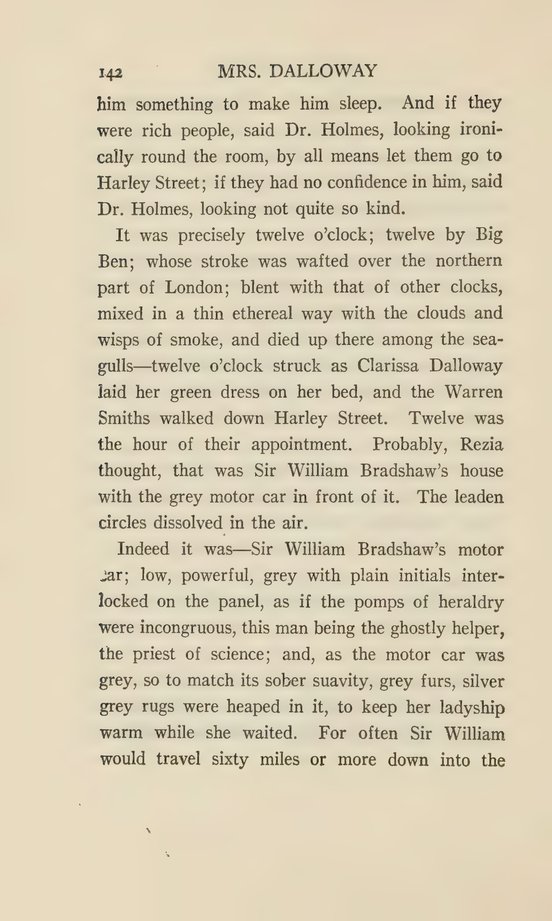 142 MRS. DALLOWAY
him something to make him sleep. And if they
were rich people, said Dr. Holmes, looking ironi-
cally round the room, by all means let them go to
Harley Street; if they had no confidence in him, said
Dr. Holmes, looking not quite so kind.
It was precisely twelve o'clock; twelve by Big
Ben; whose stroke was wafted over the northern
part of London; blent with that of other clocks,
mixed in a thin ethereal way with the clouds and
wisps of smoke, and died up there among the sea-
gulls—twelve o'clock struck as Clarissa Dalloway
laid her green dress on her bed, and the Warren
Smiths walked down Harley Street. Twelve was
the hour of their appointment. Probably, Rezia
thought, that was Sir William Bradshaw's house
with the grey motor car in front of it. The leaden
circles dissolved in the air.
Indeed it was—Sir William Bradshaw's motor
car; low, powerful, grey with plain initials inter-
locked on the panel, as if the pomps of heraldry
were incongruous, this man being the ghostly helper,
the priest of science; and, as the motor car was
grey, so to match its sober suavity, grey furs, silver
grey rugs were heaped in it, to keep her ladyship
warm while she waited. For often Sir William
would travel sixty miles or more down into the